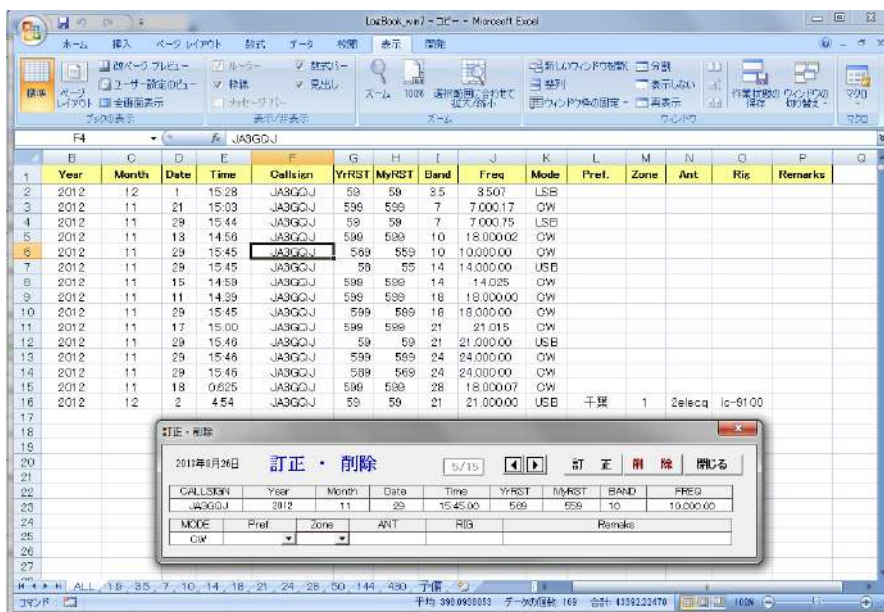 LogBook_win7 - コピー - Microsoft Excel
ホーム 挿入 ページ レイアウト 数式 データ 校閲 表示 開発
標準 ページレイアウト 改ページ プレビュー ユーザー設定のビュー 全画面表示
ルーラー 枠線 メッセージ バー 数式バー 見出し
ズーム 100% 選択範囲に合わせて拡大/縮小
新しいウィンドウを開く 整列 ウィンドウ枠の固定 分割 表示しない 再表示
作業状態の保存 ウィンドウの切り替え マクロ
ブックの表示 表示/非表示 ズーム ウィンドウ マクロ
F4 fx JA3GQJ
B C D E F G H I J K L M N O P Q
1 Year Month Date Time Callsign YrRST MyRST Band Freq Mode Pref. Zone Ant Rig Remarks
2 2012 12 1 15:28 JA3GQJ 59 59 3.5 3.507 LSB
3 2012 11 21 15:03 JA3GQJ 599 599 7 7.000.17 CW
4 2012 11 29 15:44 JA3GQJ 59 59 7 7.000.75 LSB
5 2012 11 13 14:56 JA3GQJ 599 599 10 18.000.02 CW
6 2012 11 29 15:45 JA3GQJ 569 559 10 10.000.00 CW
7 2012 11 29 15:45 JA3GQJ 55 14 14.000.00 USB
8 2012 11 15 14:59 JA3GQJ 599 599 14 14.025 CW
9 2012 11 11 14:39 JA3GQJ 599 599 18 18.000.00 CW
10 2012 11 29 15:45 JA3GQJ 599 589 18 18.000.00 CW
11 2012 11 17 15:00 JA3GQJ 599 599 21 21.015 CW
12 2012 11 29 15:46 JA3GQJ 59 59 21 21.000.00 USB
13 2012 11 29 15:46 JA3GQJ 599 599 24 24.000.00 CW
14 2012 11 29 15:46 JA3GQJ 589 569 24 24.000.00 CW
15 2012 11 18 0.625 JA3GQJ 599 599 28 18.000.07 CW
16 2012 12 2 4:54 JA3GQJ 59 59 21 21.000.00 USB 千葉 1 2elecq ic-9100
17
18
19
20
21
22
23
24
25
26
27
訂正・削除
2013年8月26日 訂正 ・ 削除 5/15 訂 正 削 除 閉じる
CALLSIGN Year Month Date Time YrRST MyRST BAND FREQ
JA3GQJ 2012 11 29 15:45:00 569 559 10 10.000.00
MODE Pref. Zone ANT RIG Remaks
CW
ALL 1.9 3.5 7 10 14 18 21 24 28 50 144 430 予備
コマンド データの個数: 169 100%